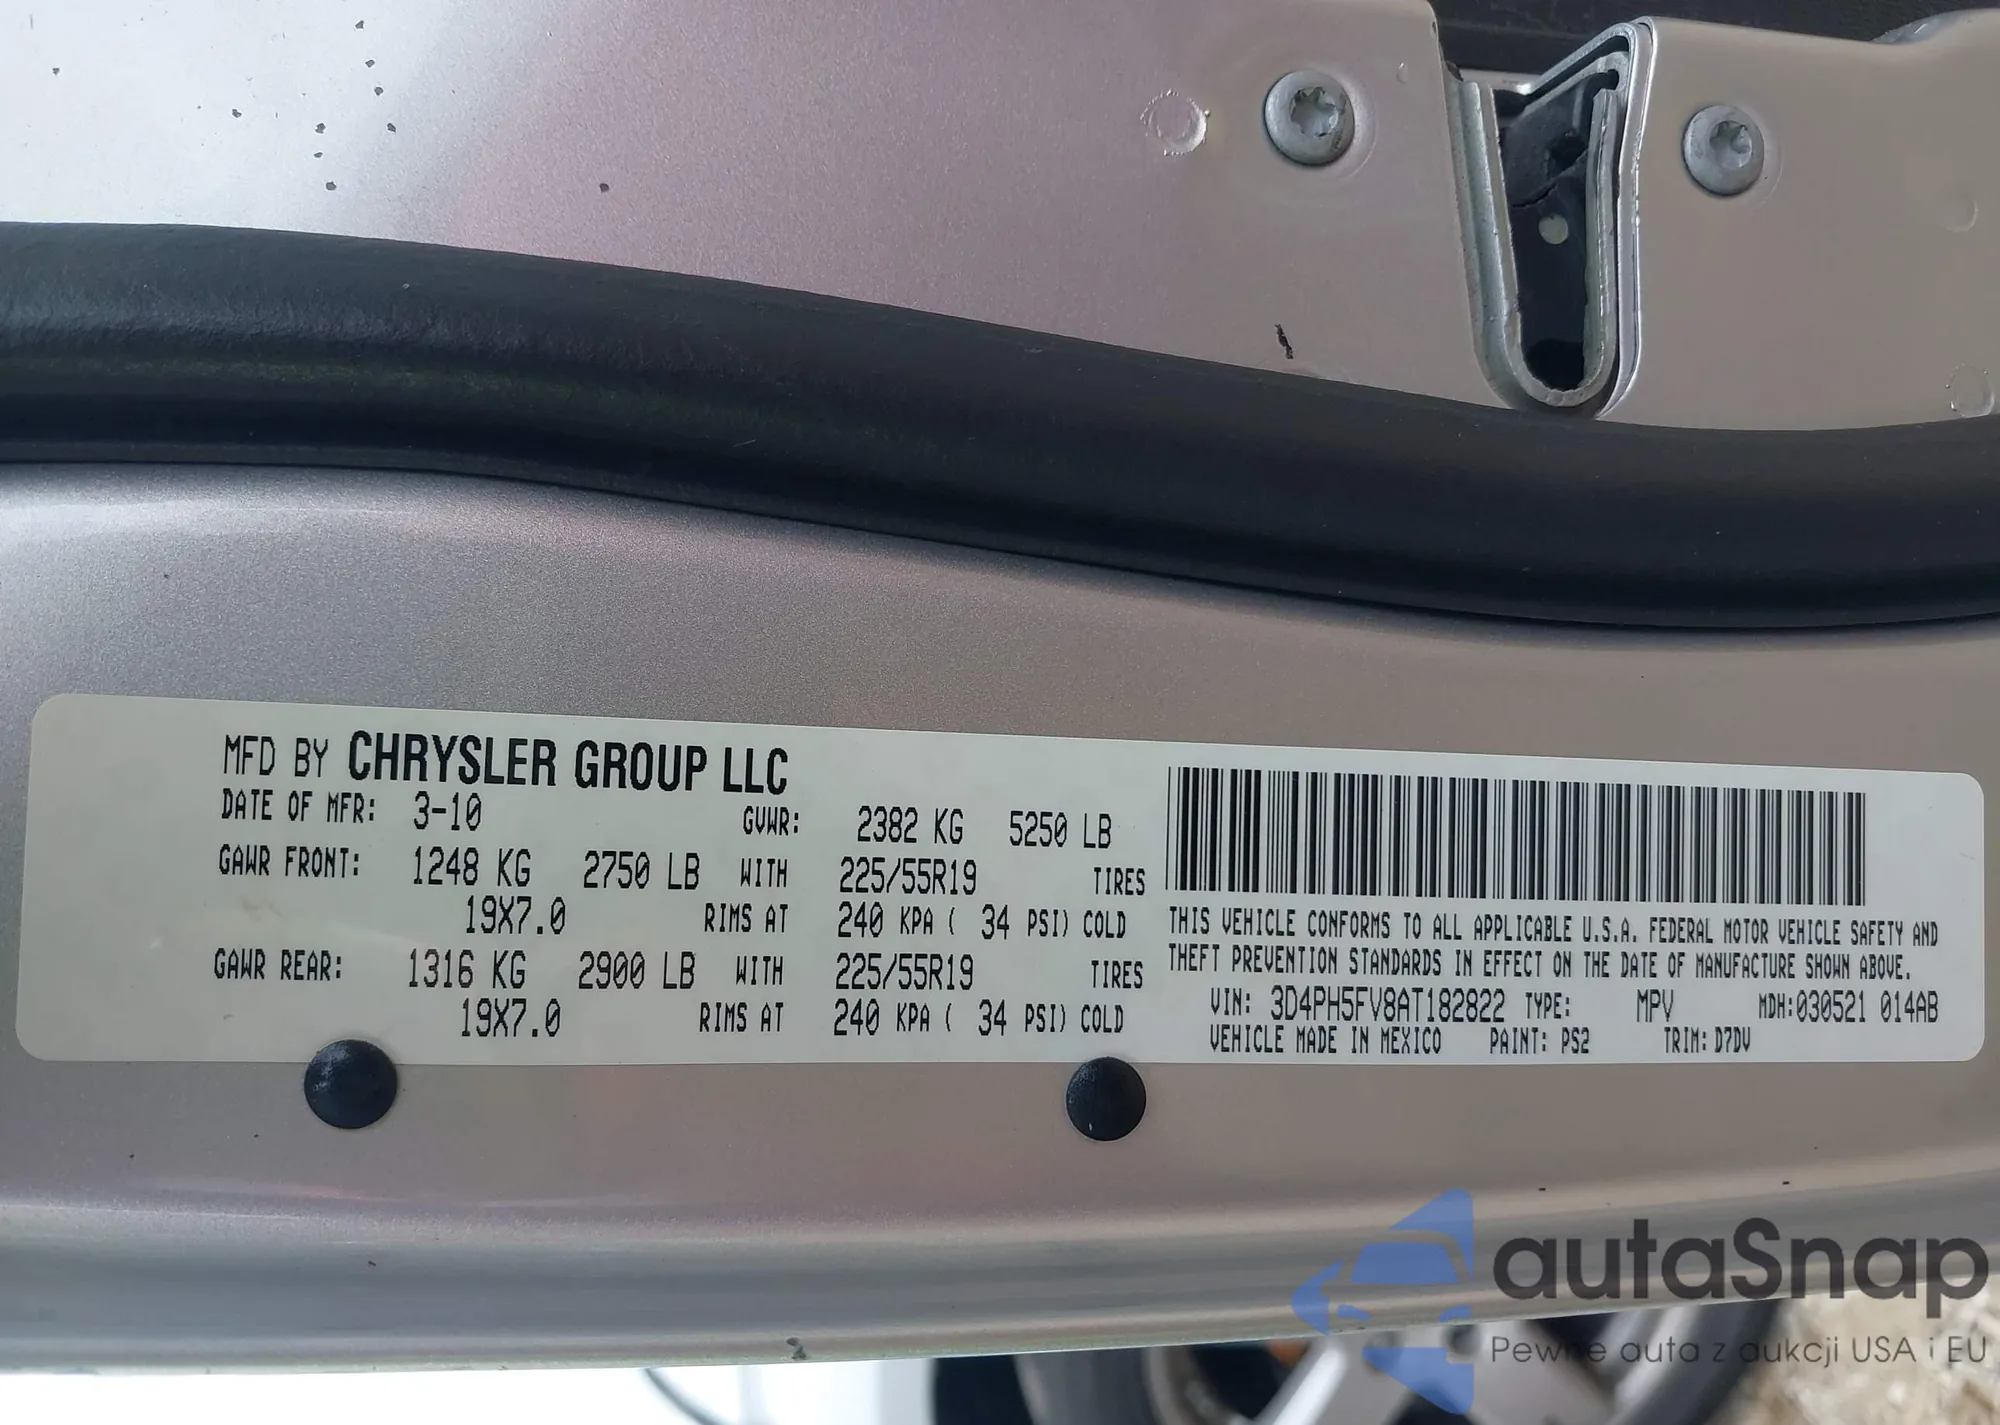 MFD BY CHRYSLER GROUP LLC
DATE OF MFR: 3-10 GVWR: 2382 KG 5250 LB
GAWR FRONT: 1248 KG 2750 LB WITH 225/55R19 TIRES
19X7.0 RIMS AT 240 KPA ( 34 PSI) COLD
GAWR REAR: 1316 KG 2900 LB WITH 225/55R19 TIRES
19X7.0 RIMS AT 240 KPA ( 34 PSI) COLD
THIS VEHICLE CONFORMS TO ALL APPLICABLE U.S.A. FEDERAL MOTOR VEHICLE SAFETY AND
THEFT PREVENTION STANDARDS IN EFFECT ON THE DATE OF MANUFACTURE SHOWN ABOVE.
VIN: 3D4PH5FV8AT182822 TYPE: MPV MDH:030521 014AB
VEHICLE MADE IN MEXICO PAINT: PS2 TRIM: D7DV
autaSnap
Pewne auta z aukcji USA i EU